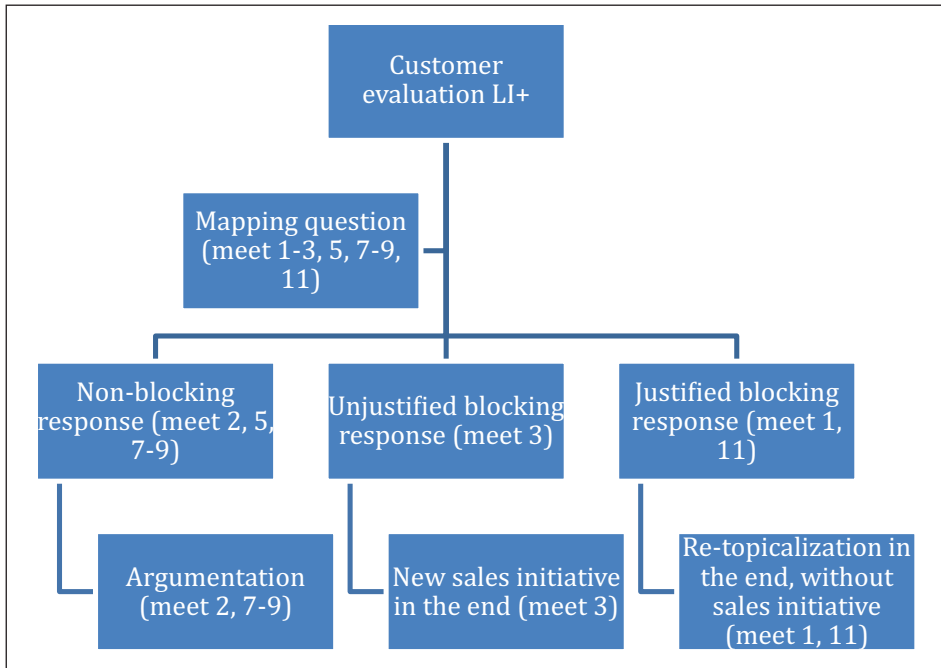 Customer
evaluation LI+
Mapping question
(meet 1-3, 5, 7-9,
11)
Non-blocking
response (meet 2, 5,
7-9)
Unjustified blocking
response (meet 3)
Justified blocking
response (meet 1,
11)
Argumentation
(meet 2, 7-9)
New sales initiative
in the end (meet 3)
Re-topicalization in
the end, without
sales initiative
(meet 1, 11)